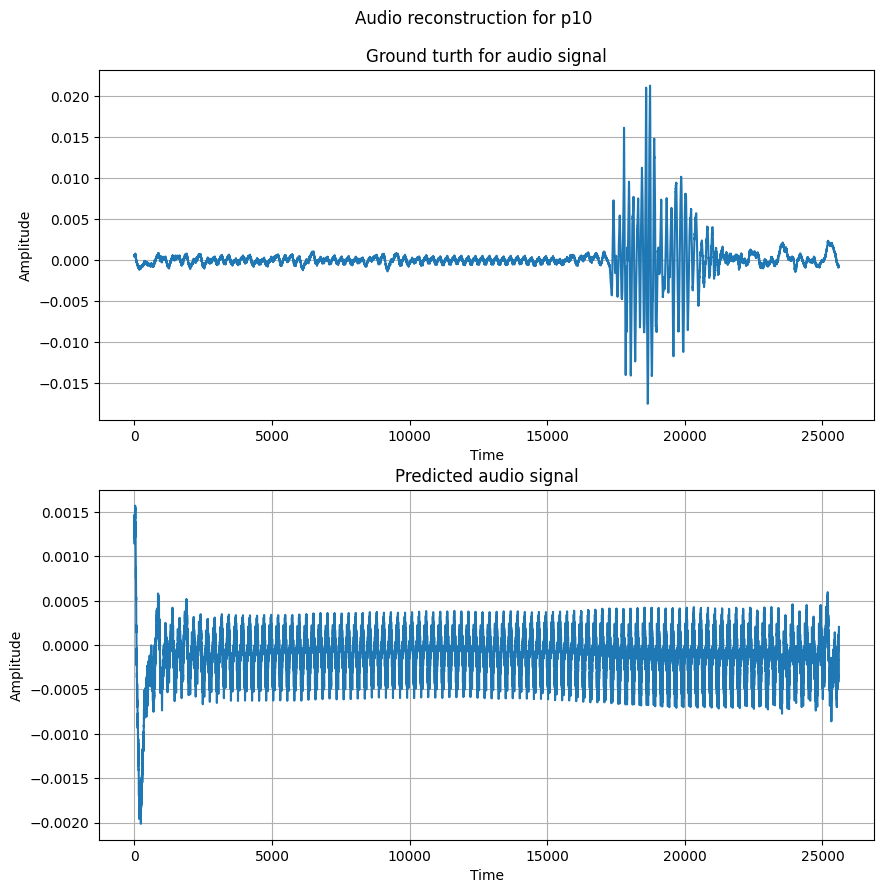 Audio reconstruction for p10
Ground turth for audio signal
0.020
0.015
0.010
0.005
0.000
−0.005
−0.010
−0.015
Amplitude
0 5000 10000 15000 20000 25000
Time
Predicted audio signal
0.0015
0.0010
0.0005
0.0000
−0.0005
−0.0010
−0.0015
−0.0020
Amplitude
0 5000 10000 15000 20000 25000
Time